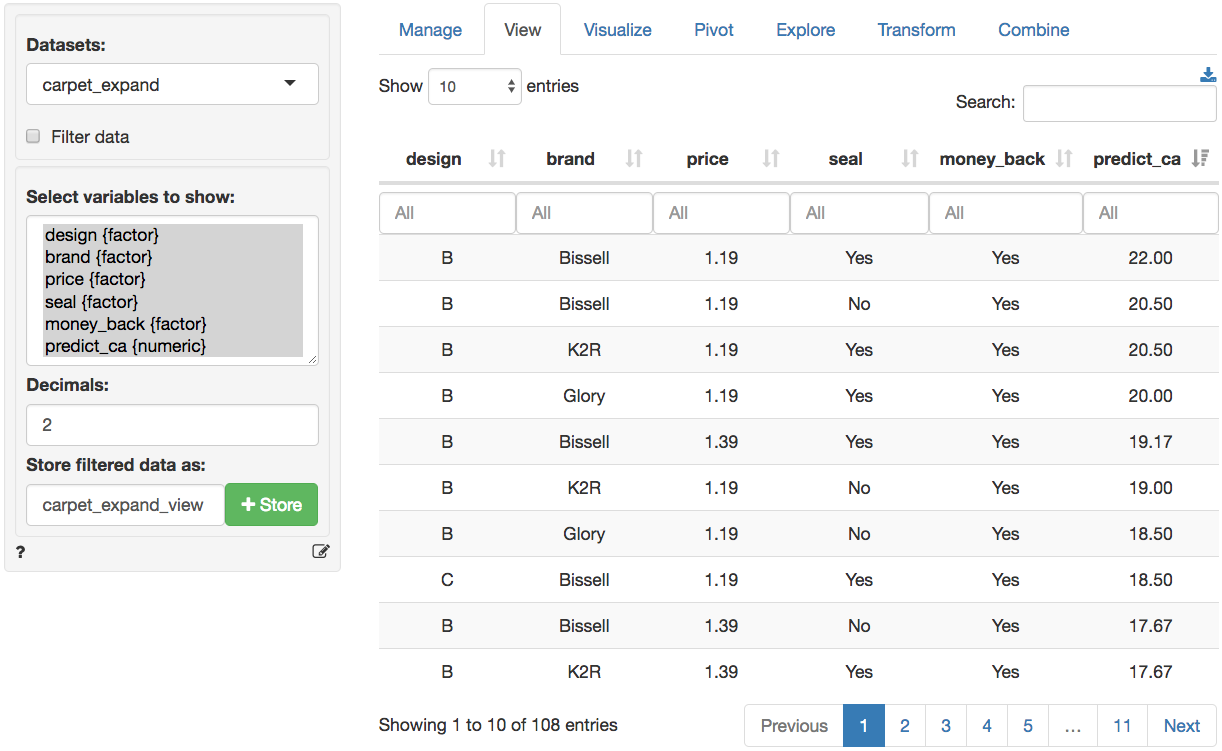 Datasets:
carpet_expand
Filter data
Select variables to show:
design {factor}
brand {factor}
price {factor}
seal {factor}
money_back {factor}
predict_ca {numeric}
Decimals:
2
Store filtered data as:
carpet_expand_view + Store
?
Manage View Visualize Pivot Explore Transform Combine
Show 10 entries
Search:
design brand price seal money_back predict_ca
All All All All All All
B Bissell 1.19 Yes Yes 22.00
B Bissell 1.19 No Yes 20.50
B K2R 1.19 Yes Yes 20.50
B Glory 1.19 Yes Yes 20.00
B Bissell 1.39 Yes Yes 19.17
B K2R 1.19 No Yes 19.00
B Glory 1.19 No Yes 18.50
C Bissell 1.19 Yes Yes 18.50
B Bissell 1.39 No Yes 17.67
B K2R 1.39 Yes Yes 17.67
Showing 1 to 10 of 108 entries
Previous 1 2 3 4 5 … 11 Next